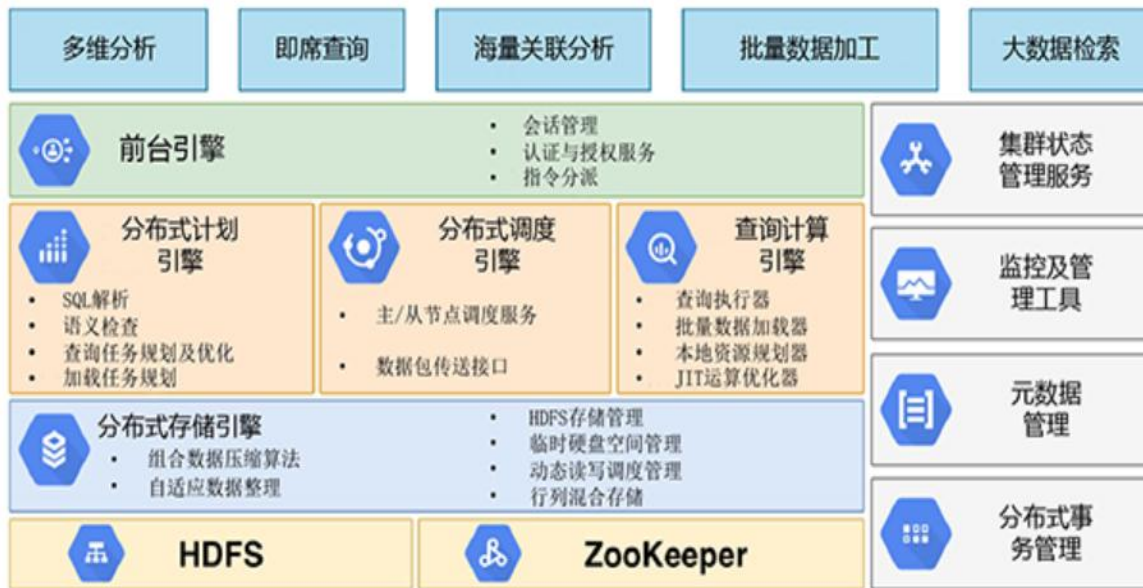 多维分析
即席查询
海量关联分析
批量数据加工
大数据检索
前台引擎
• 会话管理
• 认证与授权服务
• 指令分派
分布式计划
引擎
• SQL解析
• 语义检查
• 查询任务规划及优化
• 加载任务规划
分布式调度
引擎
• 主/从节点调度服务
• 数据包传送接口
查询计算
引擎
• 查询执行器
• 批量数据加载器
• 本地资源规划器
• JIT运算优化器
分布式存储引擎
• 组合数据压缩算法
• 自适应数据整理
• HDFS存储管理
• 临时硬盘空间管理
• 动态读写调度管理
• 行列混合存储
HDFS
ZooKeeper
集群状态
管理服务
监控及管
理工具
元数据
管理
分布式事
务管理